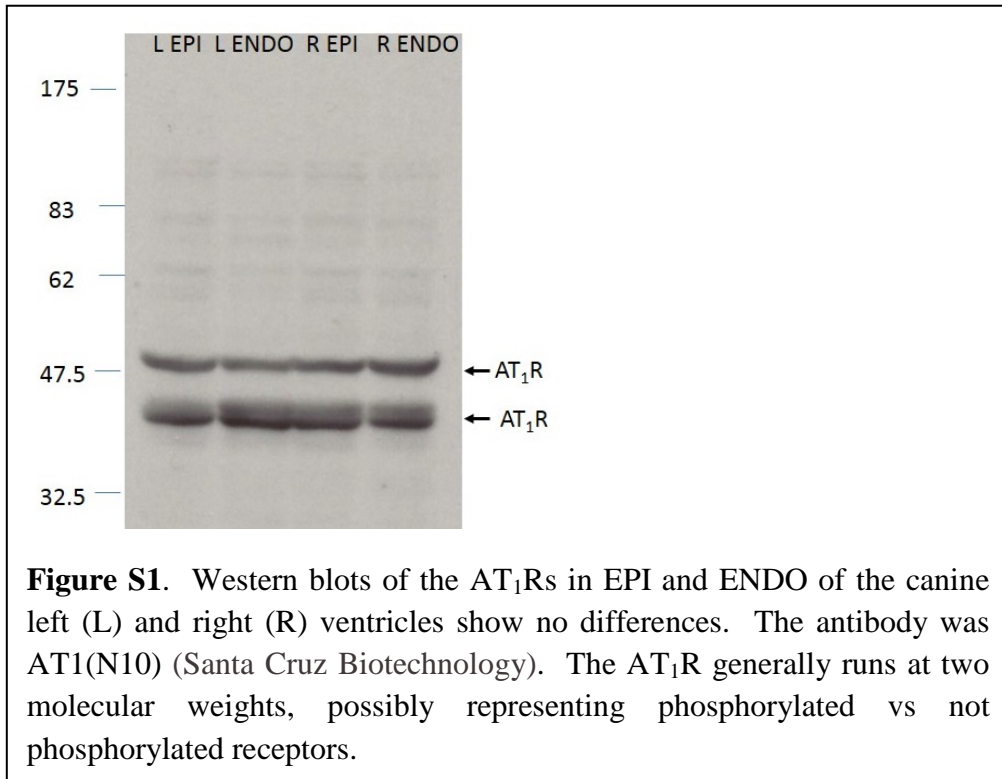 L EPI L ENDO R EPI R ENDO
175
83
62
47.5
AT₁R
AT₁R
32.5
Figure S1. Western blots of the AT₁Rs in EPI and ENDO of the canine
left (L) and right (R) ventricles show no differences. The antibody was
AT1(N10) (Santa Cruz Biotechnology). The AT₁R generally runs at two
molecular weights, possibly representing phosphorylated vs not
phosphorylated receptors.